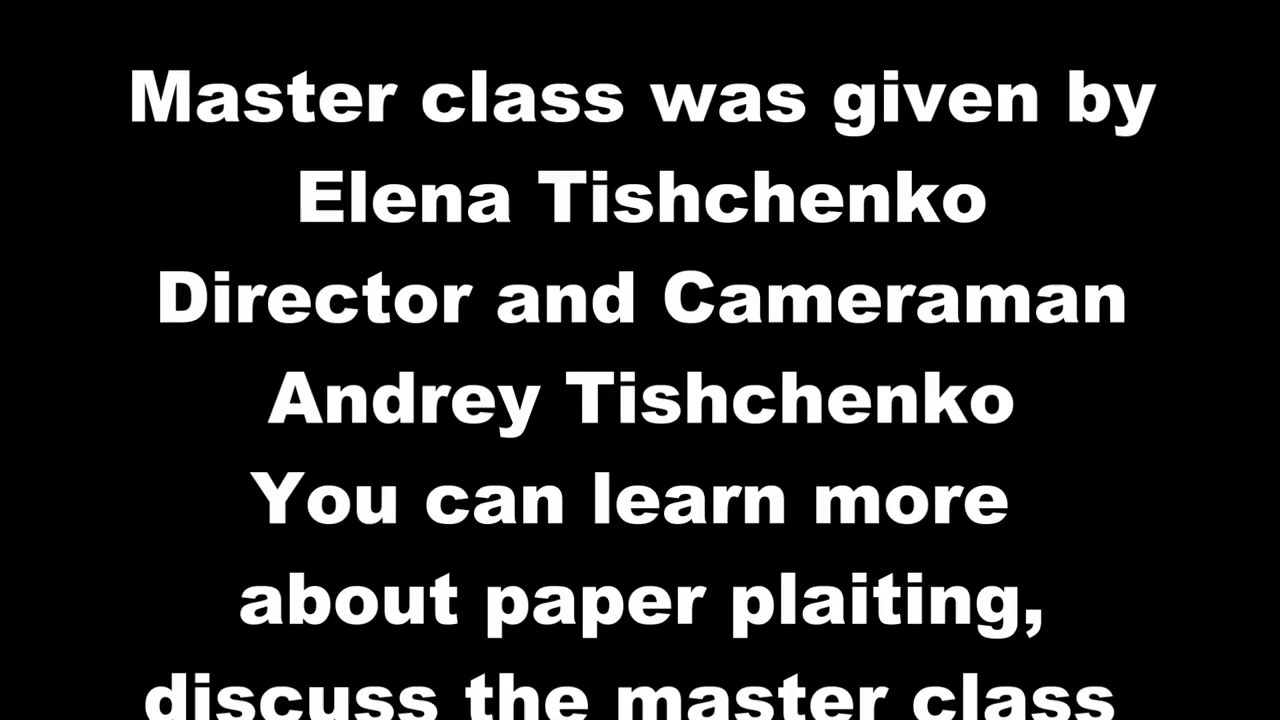 Master class was given by
Elena Tishchenko
Director and Cameraman
Andrey Tishchenko
You can learn more
about paper plaiting,
discuss the master class